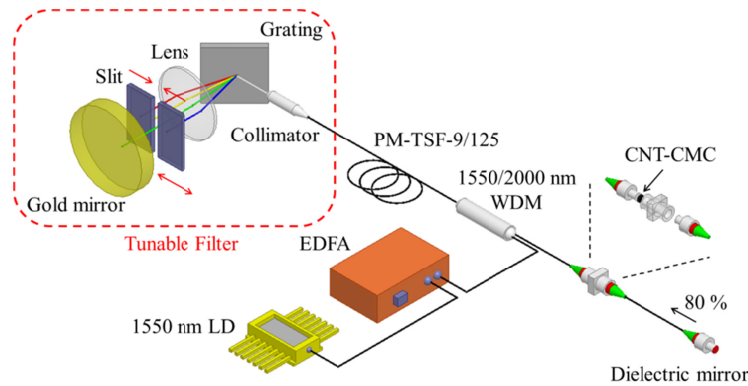 Grating
Lens
Slit
Collimator
Gold mirror
Tunable Filter
PM-TSF-9/125
1550/2000 nm
WDM
CNT-CMC
EDFA
1550 nm LD
80 %
Dielectric mirror